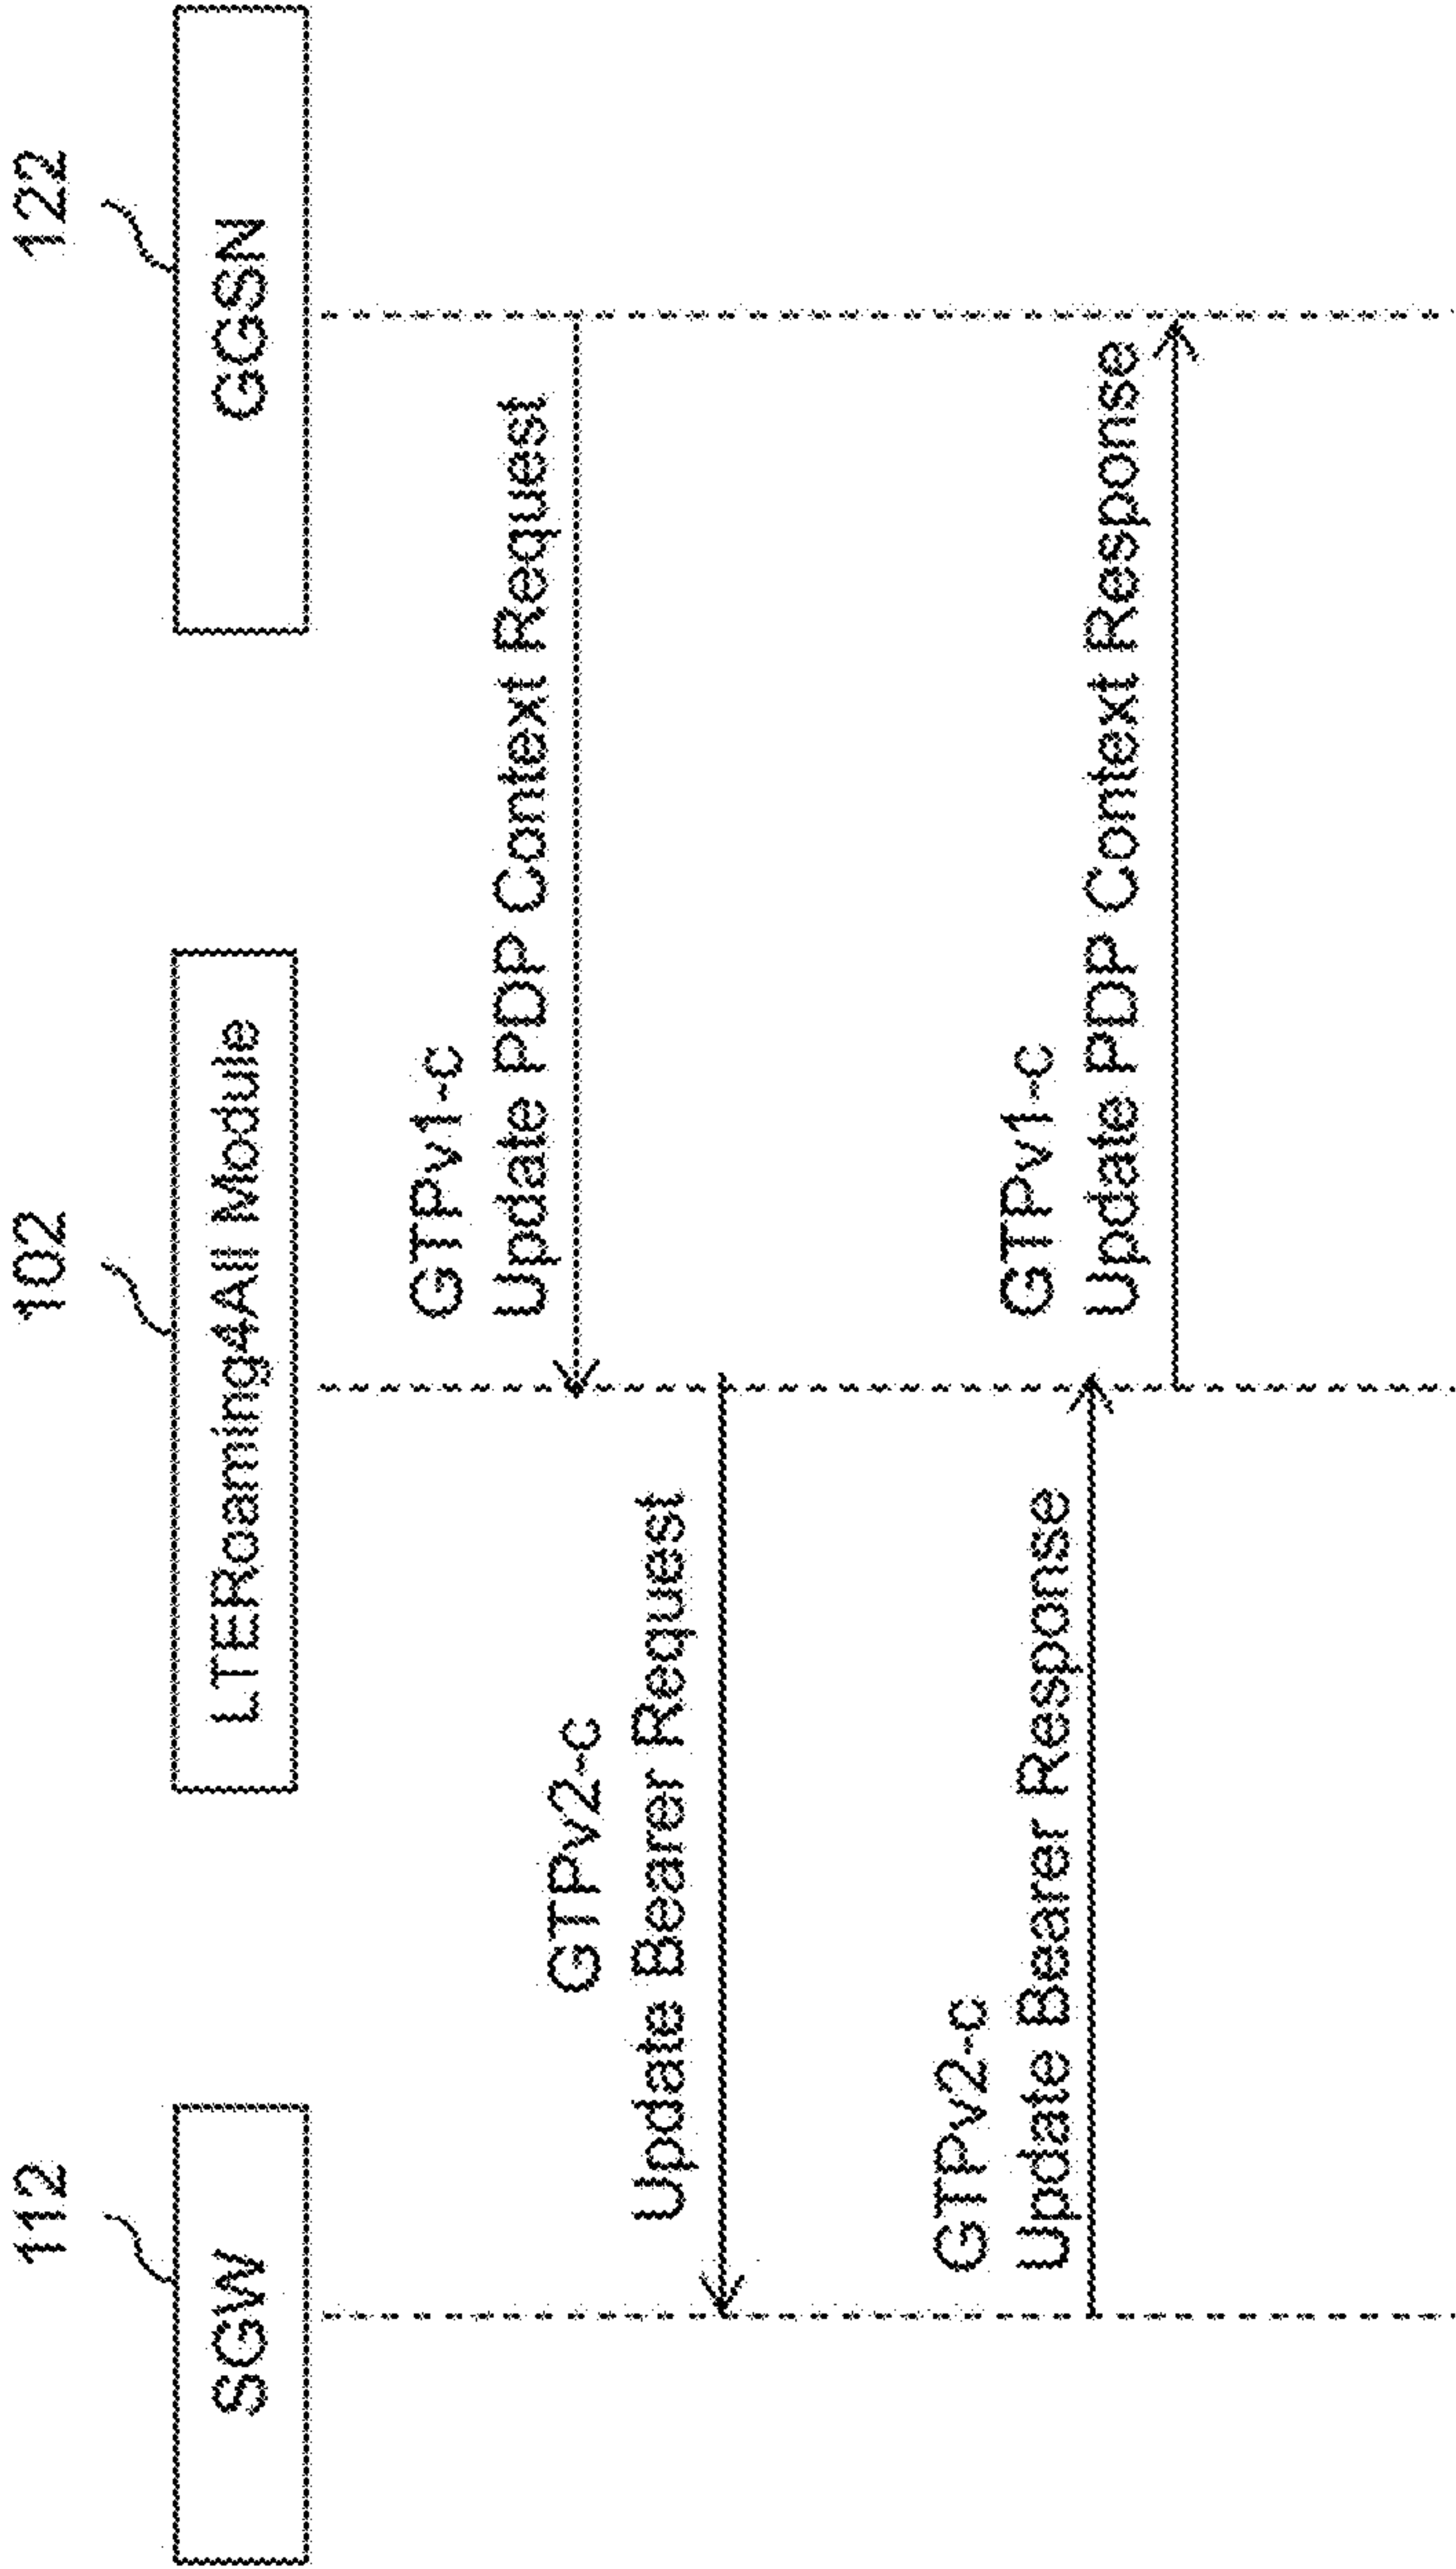 112
102
122
SGW
LTERoaming4All Module
GGSN
GTPv1-c
Update PDP Context Request
GTPv2-c
Update Bearer Request
GTPv2-c
Update Bearer Response
GTPv1-c
Update PDP Context Response